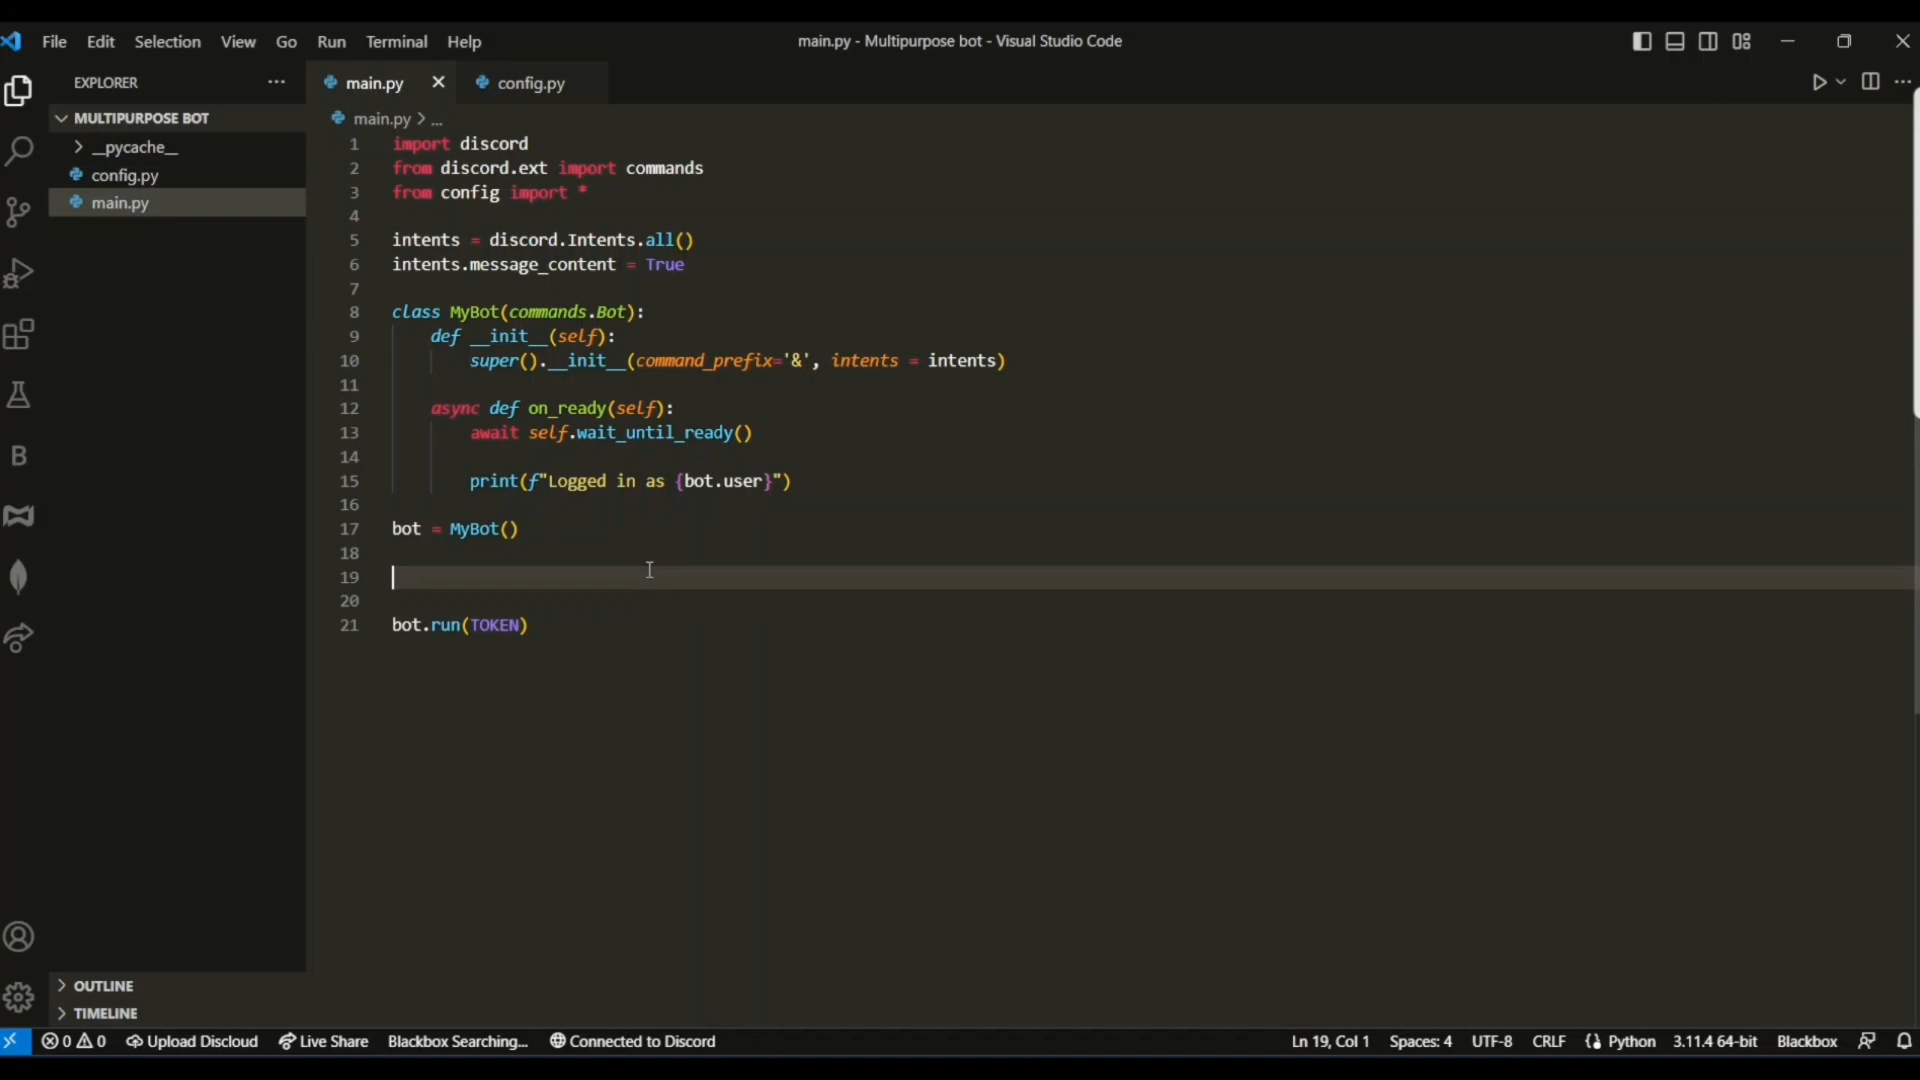 File Edit Selection View Go Run Terminal Help
main.py - Multipurpose bot - Visual Studio Code
EXPLORER
MULTIPURPOSE BOT
__pycache__
config.py
main.py
OUTLINE
TIMELINE
main.py config.py
main.py > ...
1 import discord
2 from discord.ext import commands
3 from config import *
4
5 intents = discord.Intents.all()
6 intents.message_content = True
7
8 class MyBot(commands.Bot):
9     def __init__(self):
10         super().__init__(command_prefix='&', intents = intents)
11
12     async def on_ready(self):
13         await self.wait_until_ready()
14
15         print(f"Logged in as {bot.user}")
16
17 bot = MyBot()
18
19
20
21 bot.run(TOKEN)
B
0 0 Upload Discloud Live Share Blackbox Searching... Connected to Discord Ln 19, Col 1 Spaces: 4 UTF-8 CRLF Python 3.11.4 64-bit Blackbox